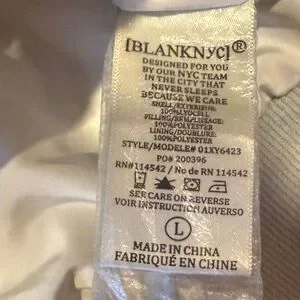 [BLANKNYC]®
DESIGNED FOR YOU
BY OUR NYC TEAM
IN THE CITY THAT
NEVER SLEEPS
BECAUSE WE CARE
SHELL/EXTERIEUR:
100%LYOCELL
FILLING/REMPLISSAGE:
100%POLYESTER
LINING/DOUBLURE:
100%POLYESTER
STYLE/MODELE# 01XY6423
PO# 200396
RN#114542 / No de RN 114542
SEE CARE ON REVERSE
VOIR INSTRUCTION AUVERSO
L
MADE IN CHINA
FABRIQUÉ EN CHINE